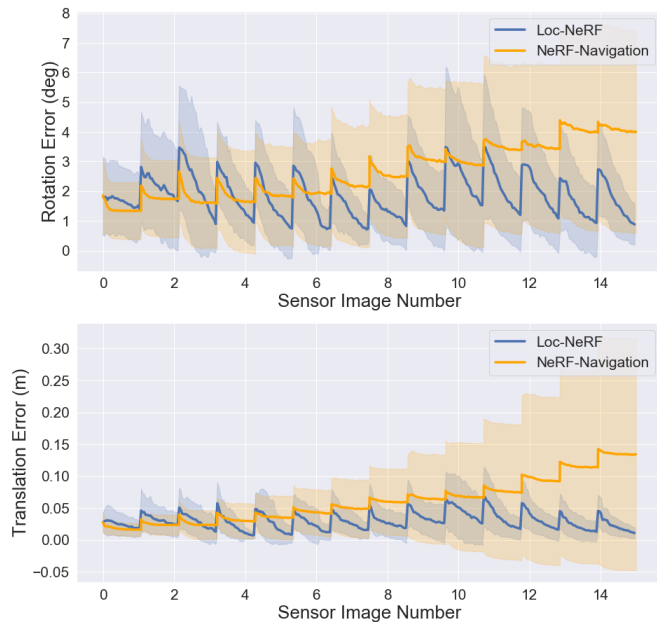 8
7
6
5
4
3
2
1
0
Rotation Error (deg)
Loc-NeRF
NeRF-Navigation
0 2 4 6 8 10 12 14
Sensor Image Number
0.30
0.25
0.20
0.15
0.10
0.05
0.00
−0.05
Translation Error (m)
Loc-NeRF
NeRF-Navigation
0 2 4 6 8 10 12 14
Sensor Image Number